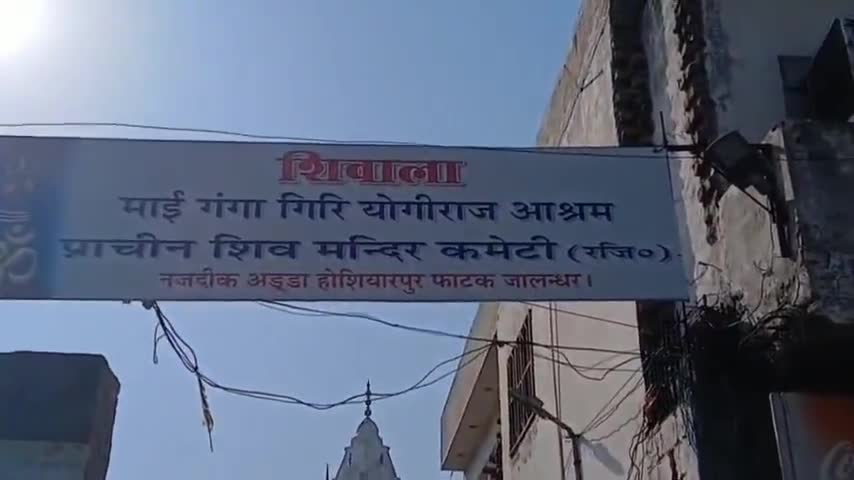 शिवाला
माई गंगा गिरि योगीराज आश्रम
प्राचीन शिव मन्दिर कमेटी (रजि०)
नजदीक अड्डा होशियारपुर फाटक जालन्धर।